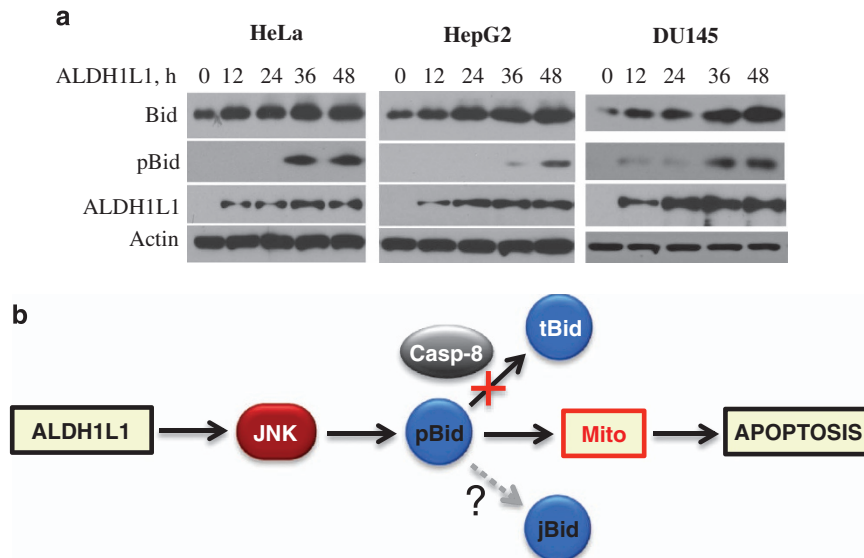 a
HeLa HepG2 DU145
ALDH1L1, h 0 12 24 36 48 0 12 24 36 48 0 12 24 36 48
Bid
pBid
ALDH1L1
Actin
b
tBid
Casp-8
ALDH1L1 JNK pBid Mito APOPTOSIS
?
jBid